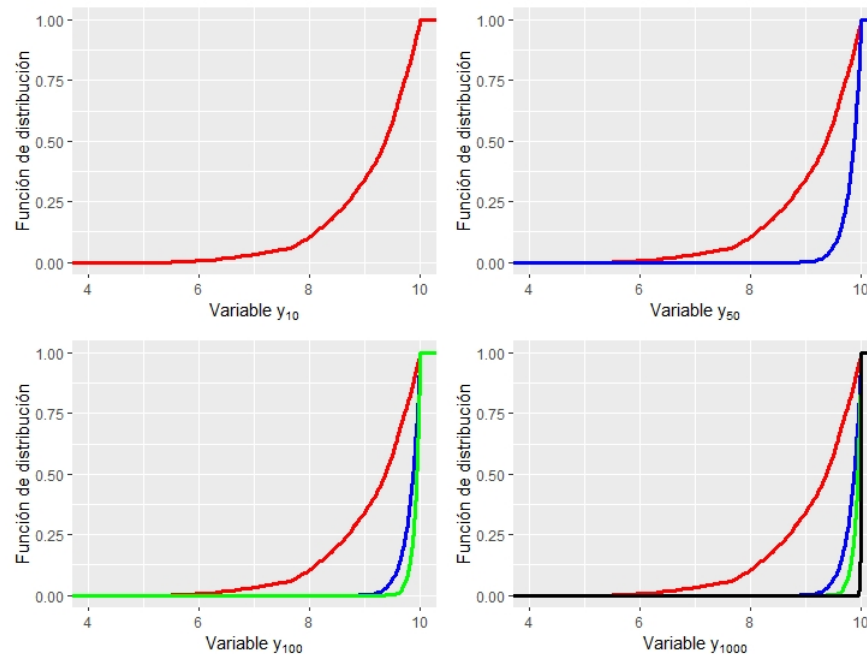 Función de distribución
1.00
0.75
0.50
0.25
0.00
4 6 8 10
Variable y₁₀
Función de distribución
1.00
0.75
0.50
0.25
0.00
4 6 8 10
Variable y₅₀
Función de distribución
1.00
0.75
0.50
0.25
0.00
4 6 8 10
Variable y₁₀₀
Función de distribución
1.00
0.75
0.50
0.25
0.00
4 6 8 10
Variable y₁₀₀₀